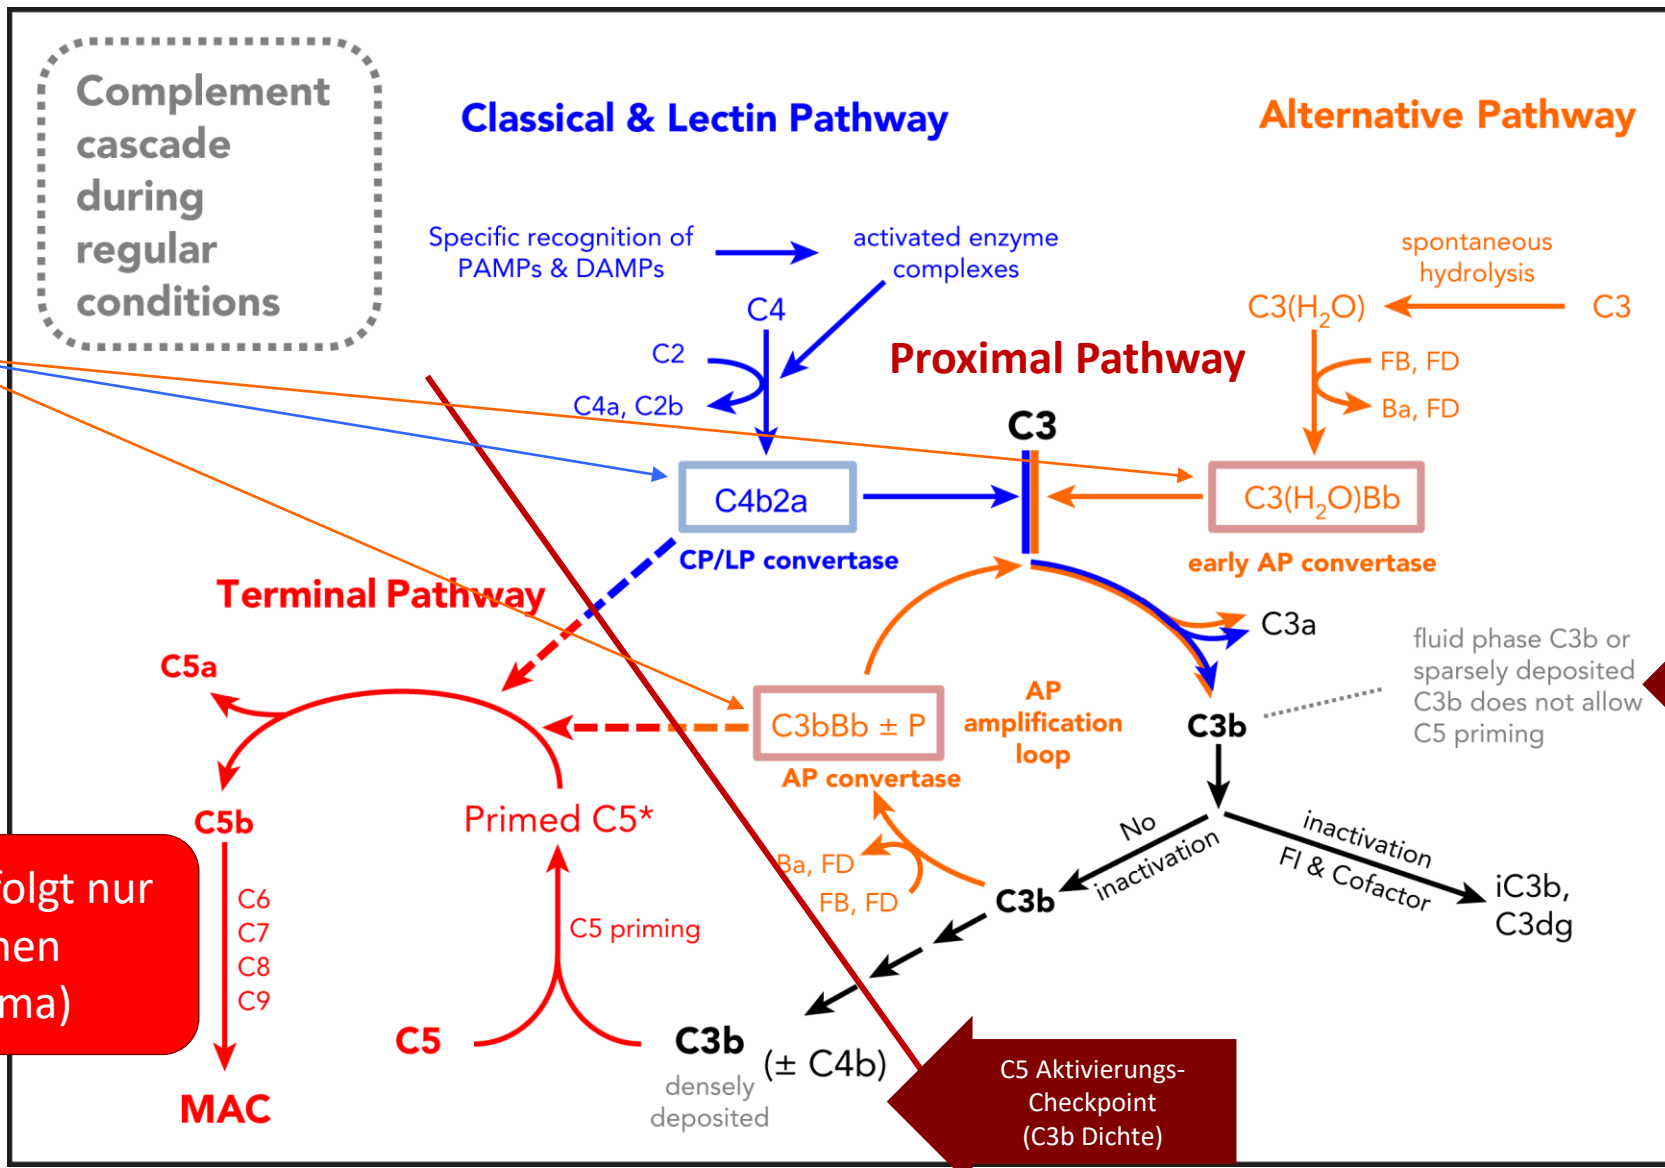 Complement
cascade
during
regular
conditions
Classical & Lectin Pathway
Alternative Pathway
Specific recognition of
PAMPs & DAMPs
activated enzyme
complexes
spontaneous
hydrolysis
C4
C3(H₂O)
C3
C2
C4a, C2b
Proximal Pathway
FB, FD
Ba, FD
C3
C4b2a
C3(H₂O)Bb
CP/LP convertase
early AP convertase
Terminal Pathway
C3a
fluid phase C3b or
sparsely deposited
C3b does not allow
C5 priming
C5a
C3bBb ± P
AP
amplification
loop
C3b
AP convertase
C5b
Primed C5*
No
inactivation
inactivation
FI & Cofactor
Ba, FD
FB, FD
C3b
iC3b,
C3dg
folgt nur
nen
ma)
C6
C7
C8
C9
C5 priming
C5
C3b
(± C4b)
densely
deposited
MAC
C5 Aktivierungs-
Checkpoint
(C3b Dichte)